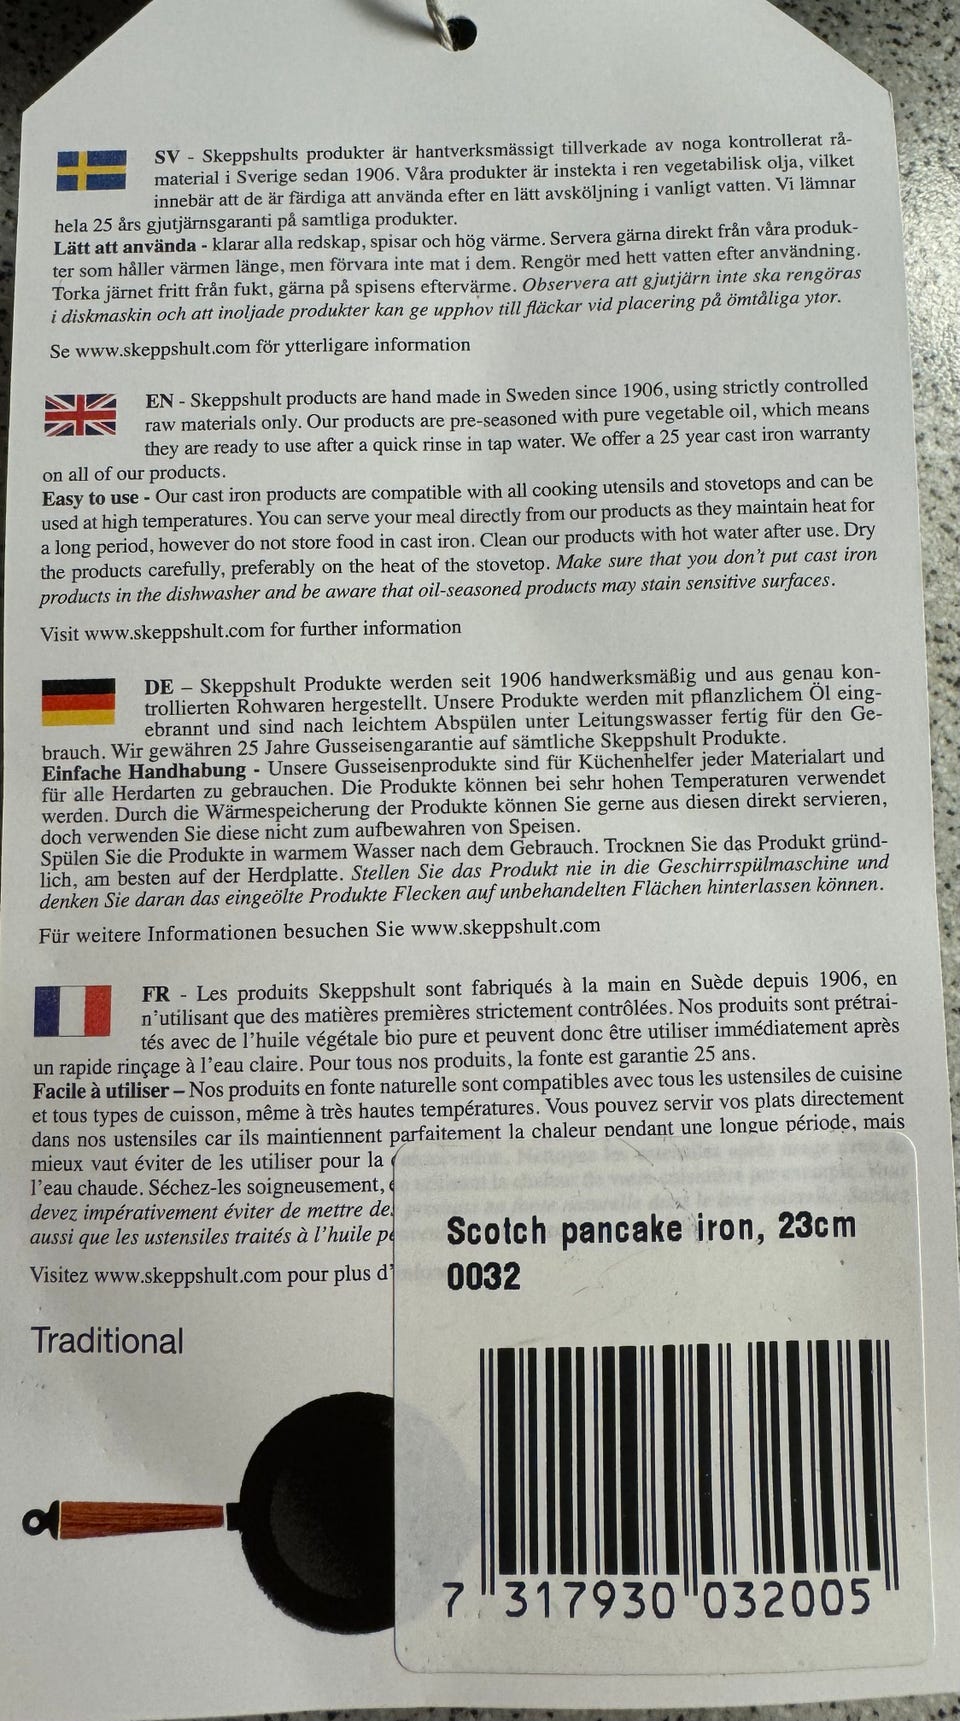 SV - Skeppshults produkter är hantverksmässigt tillverkade av noga kontrollerat rå-
material i Sverige sedan 1906. Våra produkter är instekta i ren vegetabilisk olja, vilket
innebär att de är färdiga att använda efter en lätt avsköljning i vanligt vatten. Vi lämnar
hela 25 års gjutjärnsgaranti på samtliga produkter.
Lätt att använda - klarar alla redskap, spisar och hög värme. Servera gärna direkt från våra produk-
ter som håller värmen länge, men förvara inte mat i dem. Rengör med hett vatten efter användning.
Torka järnet fritt från fukt, gärna på spisens eftervärme. Observera att gjutjärn inte ska rengöras
i diskmaskin och att inoljade produkter kan ge upphov till fläckar vid placering på ömtåliga ytor.
Se www.skeppshult.com för ytterligare information
EN - Skeppshult products are hand made in Sweden since 1906, using strictly controlled
raw materials only. Our products are pre-seasoned with pure vegetable oil, which means
they are ready to use after a quick rinse in tap water. We offer a 25 year cast iron warranty
on all of our products.
Easy to use - Our cast iron products are compatible with all cooking utensils and stovetops and can be
used at high temperatures. You can serve your meal directly from our products as they maintain heat for
a long period, however do not store food in cast iron. Clean our products with hot water after use. Dry
the products carefully, preferably on the heat of the stovetop. Make sure that you don't put cast iron
products in the dishwasher and be aware that oil-seasoned products may stain sensitive surfaces.
Visit www.skeppshult.com for further information
DE – Skeppshult Produkte werden seit 1906 handwerksmäßig und aus genau kon-
trollierten Rohwaren hergestellt. Unsere Produkte werden mit pflanzlichem Öl eing-
ebrannt und sind nach leichtem Abspülen unter Leitungswasser fertig für den Ge-
brauch. Wir gewähren 25 Jahre Gusseisengarantie auf sämtliche Skeppshult Produkte.
Einfache Handhabung - Unsere Gusseisenprodukte sind für Küchenhelfer jeder Materialart und
für alle Herdarten zu gebrauchen. Die Produkte können bei sehr hohen Temperaturen verwendet
werden. Durch die Wärmespeicherung der Produkte können Sie gerne aus diesen direkt servieren,
doch verwenden Sie diese nicht zum aufbewahren von Speisen.
Spülen Sie die Produkte in warmem Wasser nach dem Gebrauch. Trocknen Sie das Produkt gründ-
lich, am besten auf der Herdplatte. Stellen Sie das Produkt nie in die Geschirrspülmaschine und
denken Sie daran das eingeölte Produkte Flecken auf unbehandelten Flächen hinterlassen können.
Für weitere Informationen besuchen Sie www.skeppshult.com
FR - Les produits Skeppshult sont fabriqués à la main en Suède depuis 1906, en
n'utilisant que des matières premières strictement contrôlées. Nos produits sont prétrai-
tés avec de l'huile végétale bio pure et peuvent donc être utiliser immédiatement après
un rapide rinçage à l'eau claire. Pour tous nos produits, la fonte est garantie 25 ans.
Facile à utiliser – Nos produits en fonte naturelle sont compatibles avec tous les ustensiles de cuisine
et tous types de cuisson, même à très hautes températures. Vous pouvez servir vos plats directement
dans nos ustensiles car ils maintiennent parfaitement la chaleur pendant une longue période, mais
mieux vaut éviter de les utiliser pour la
l'eau chaude. Séchez-les soigneusement,
devez impérativement éviter de mettre de
aussi que les ustensiles traités à l'huile
Visitez www.skeppshult.com pour plus d'
Traditional
Scotch pancake iron, 23cm
0032
7 317930 032005